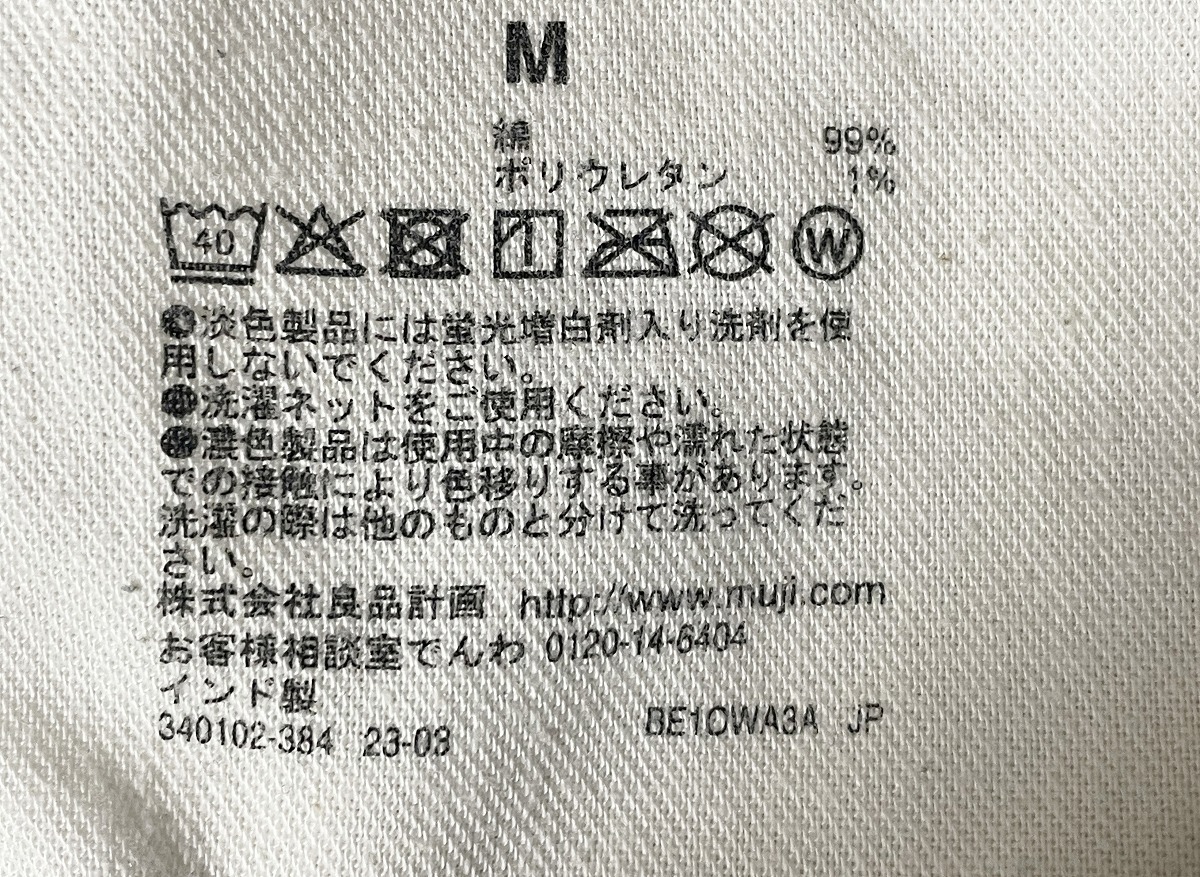 M
綿 99%
ポリウレタン 1%
40
W
淡色製品には蛍光増白剤入り洗剤を使
用しないでください。
洗濯ネットをご使用ください。
濃色製品は使用中の摩擦や濡れた状態
での接触により色移りする事があります。
洗濯の際は他のものと分けて洗ってくだ
さい。
株式会社良品計画 http://www.muji.com
お客様相談室でんわ 0120-14-6404
インド製
340102-384 23-03 BE1OWA3A JP